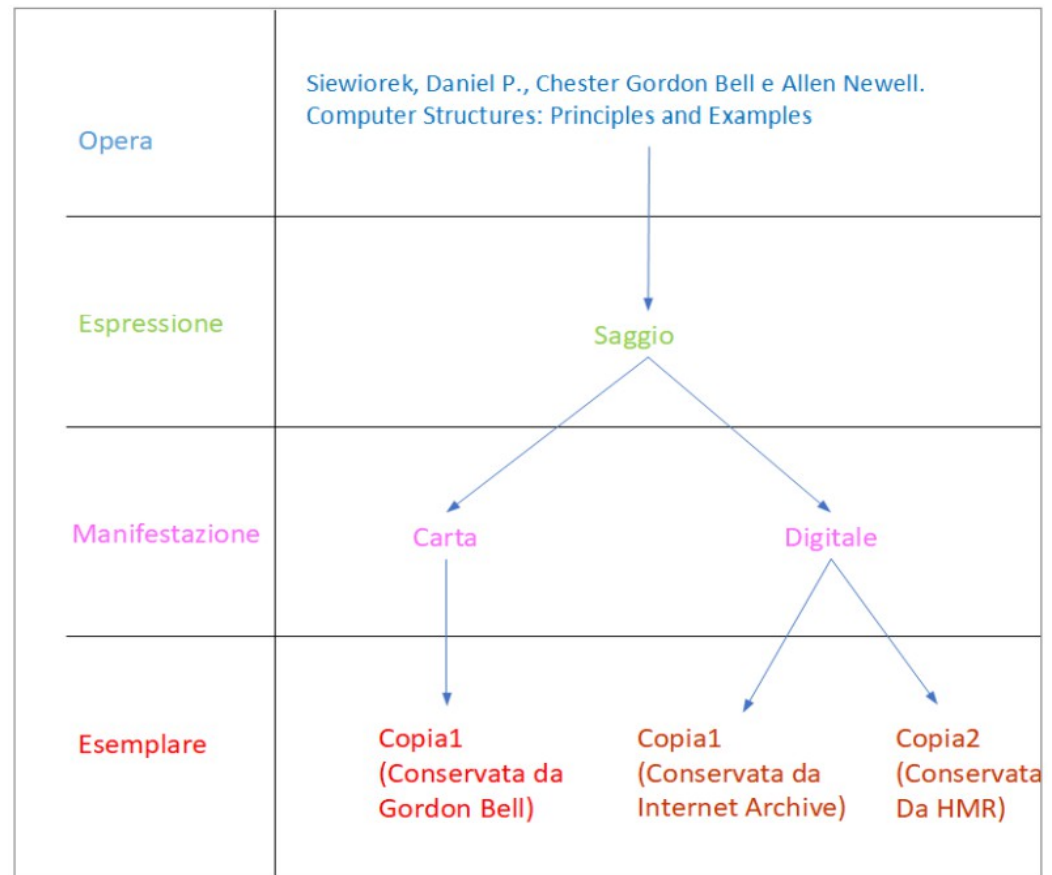 Siewiorek, Daniel P., Chester Gordon Bell e Allen Newell.
Computer Structures: Principles and Examples
Opera
Espressione
Saggio
Manifestazione
Carta
Digitale
Esemplare
Copia1
(Conservata da
Gordon Bell)
Copia1
(Conservata da
Internet Archive)
Copia2
(Conservata
Da HMR)